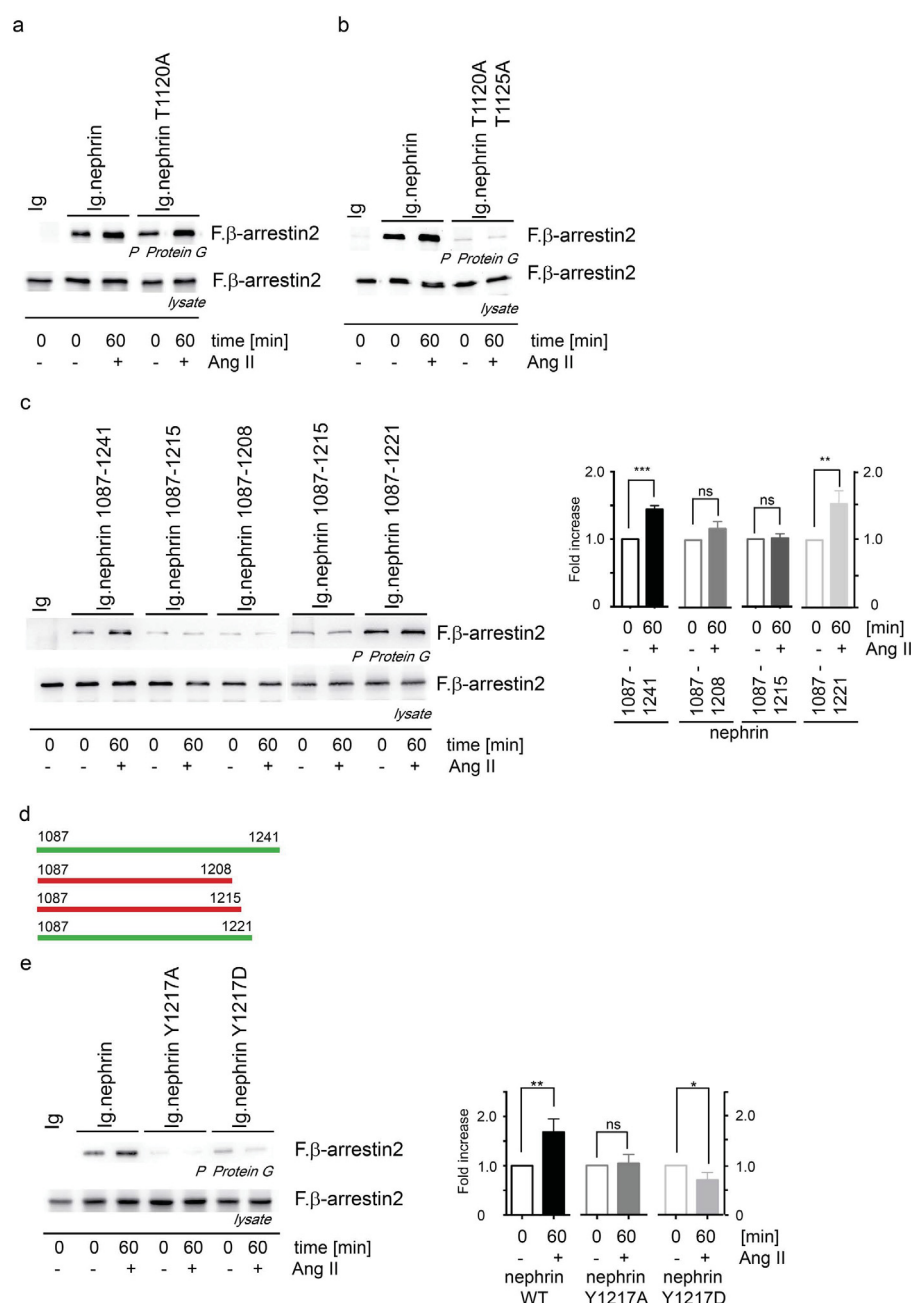 a
Ig
Ig.nephrin
Ig.nephrin T1120A
F.β-arrestin2
P Protein G
F.β-arrestin2
lysate
0 0 60 0 60 time [min]
- - + - + Ang II
b
Ig
Ig.nephrin
Ig.nephrin T1120A
T1125A
F.β-arrestin2
P Protein G
F.β-arrestin2
lysate
0 0 60 0 60 time [min]
- - + - + Ang II
c
Ig
Ig.nephrin 1087-1241
Ig.nephrin 1087-1215
Ig.nephrin 1087-1208
Ig.nephrin 1087-1215
Ig.nephrin 1087-1221
F.β-arrestin2
P Protein G
F.β-arrestin2
lysate
0 0 60 0 60 0 60 0 60 0 60 time [min]
- - + - + - + - + - + Ang II
Fold increase
2.0
1.0
0
***
ns
ns
**
2.0
1.0
0
0 60 0 60 0 60 0 60 [min]
- + - + - + - + Ang II
1087 -
1241
1087 -
1208
1087 -
1215
1087 -
1221
nephrin
d
1087 1241
1087 1208
1087 1215
1087 1221
e
Ig
Ig.nephrin
Ig.nephrin Y1217A
Ig.nephrin Y1217D
F.β-arrestin2
P Protein G
F.β-arrestin2
lysate
0 0 60 0 60 0 60 time [min]
- - + - + - + Ang II
Fold increase
2.0
1.0
0
**
ns
*
2.0
1.0
0
0 60 0 60 0 60 [min]
- + - + - + Ang II
nephrin nephrin nephrin
WT Y1217A Y1217D